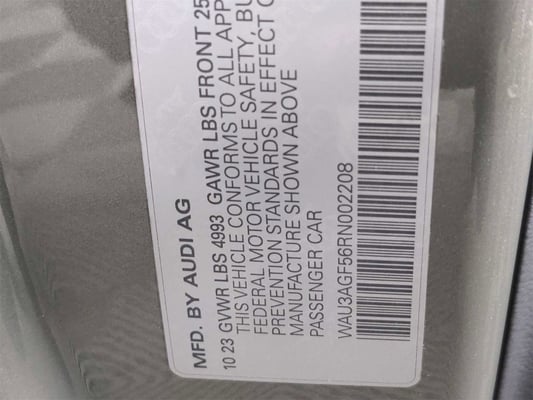 MFD. BY AUDI AG
10 23 GVWR LBS 4993 GAWR LBS FRONT 25
THIS VEHICLE CONFORMS TO ALL APP
FEDERAL MOTOR VEHICLE SAFETY, BU
PREVENTION STANDARDS IN EFFECT O
MANUFACTURE SHOWN ABOVE
PASSENGER CAR
WAU3AGF56RN002208